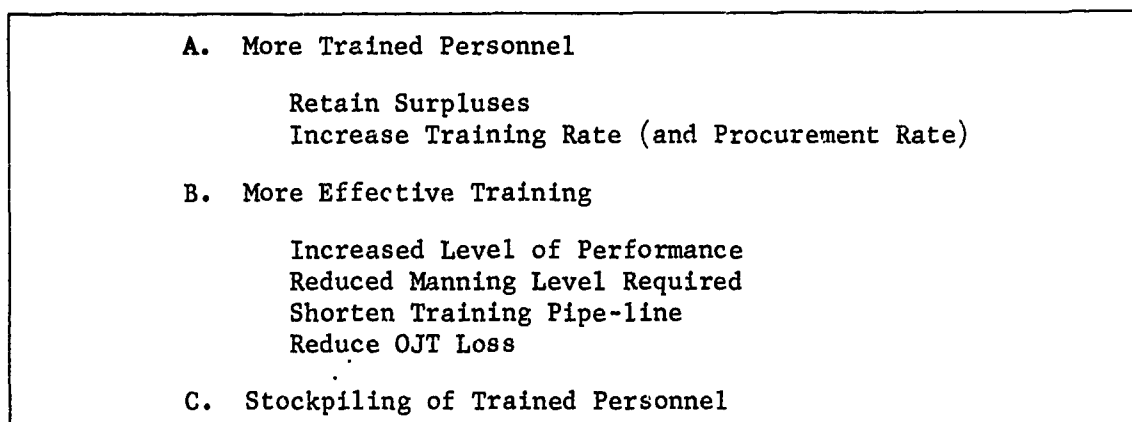 A. More Trained Personnel
Retain Surpluses
Increase Training Rate (and Procurement Rate)
B. More Effective Training
Increased Level of Performance
Reduced Manning Level Required
Shorten Training Pipe-line
Reduce OJT Loss
C. Stockpiling of Trained Personnel